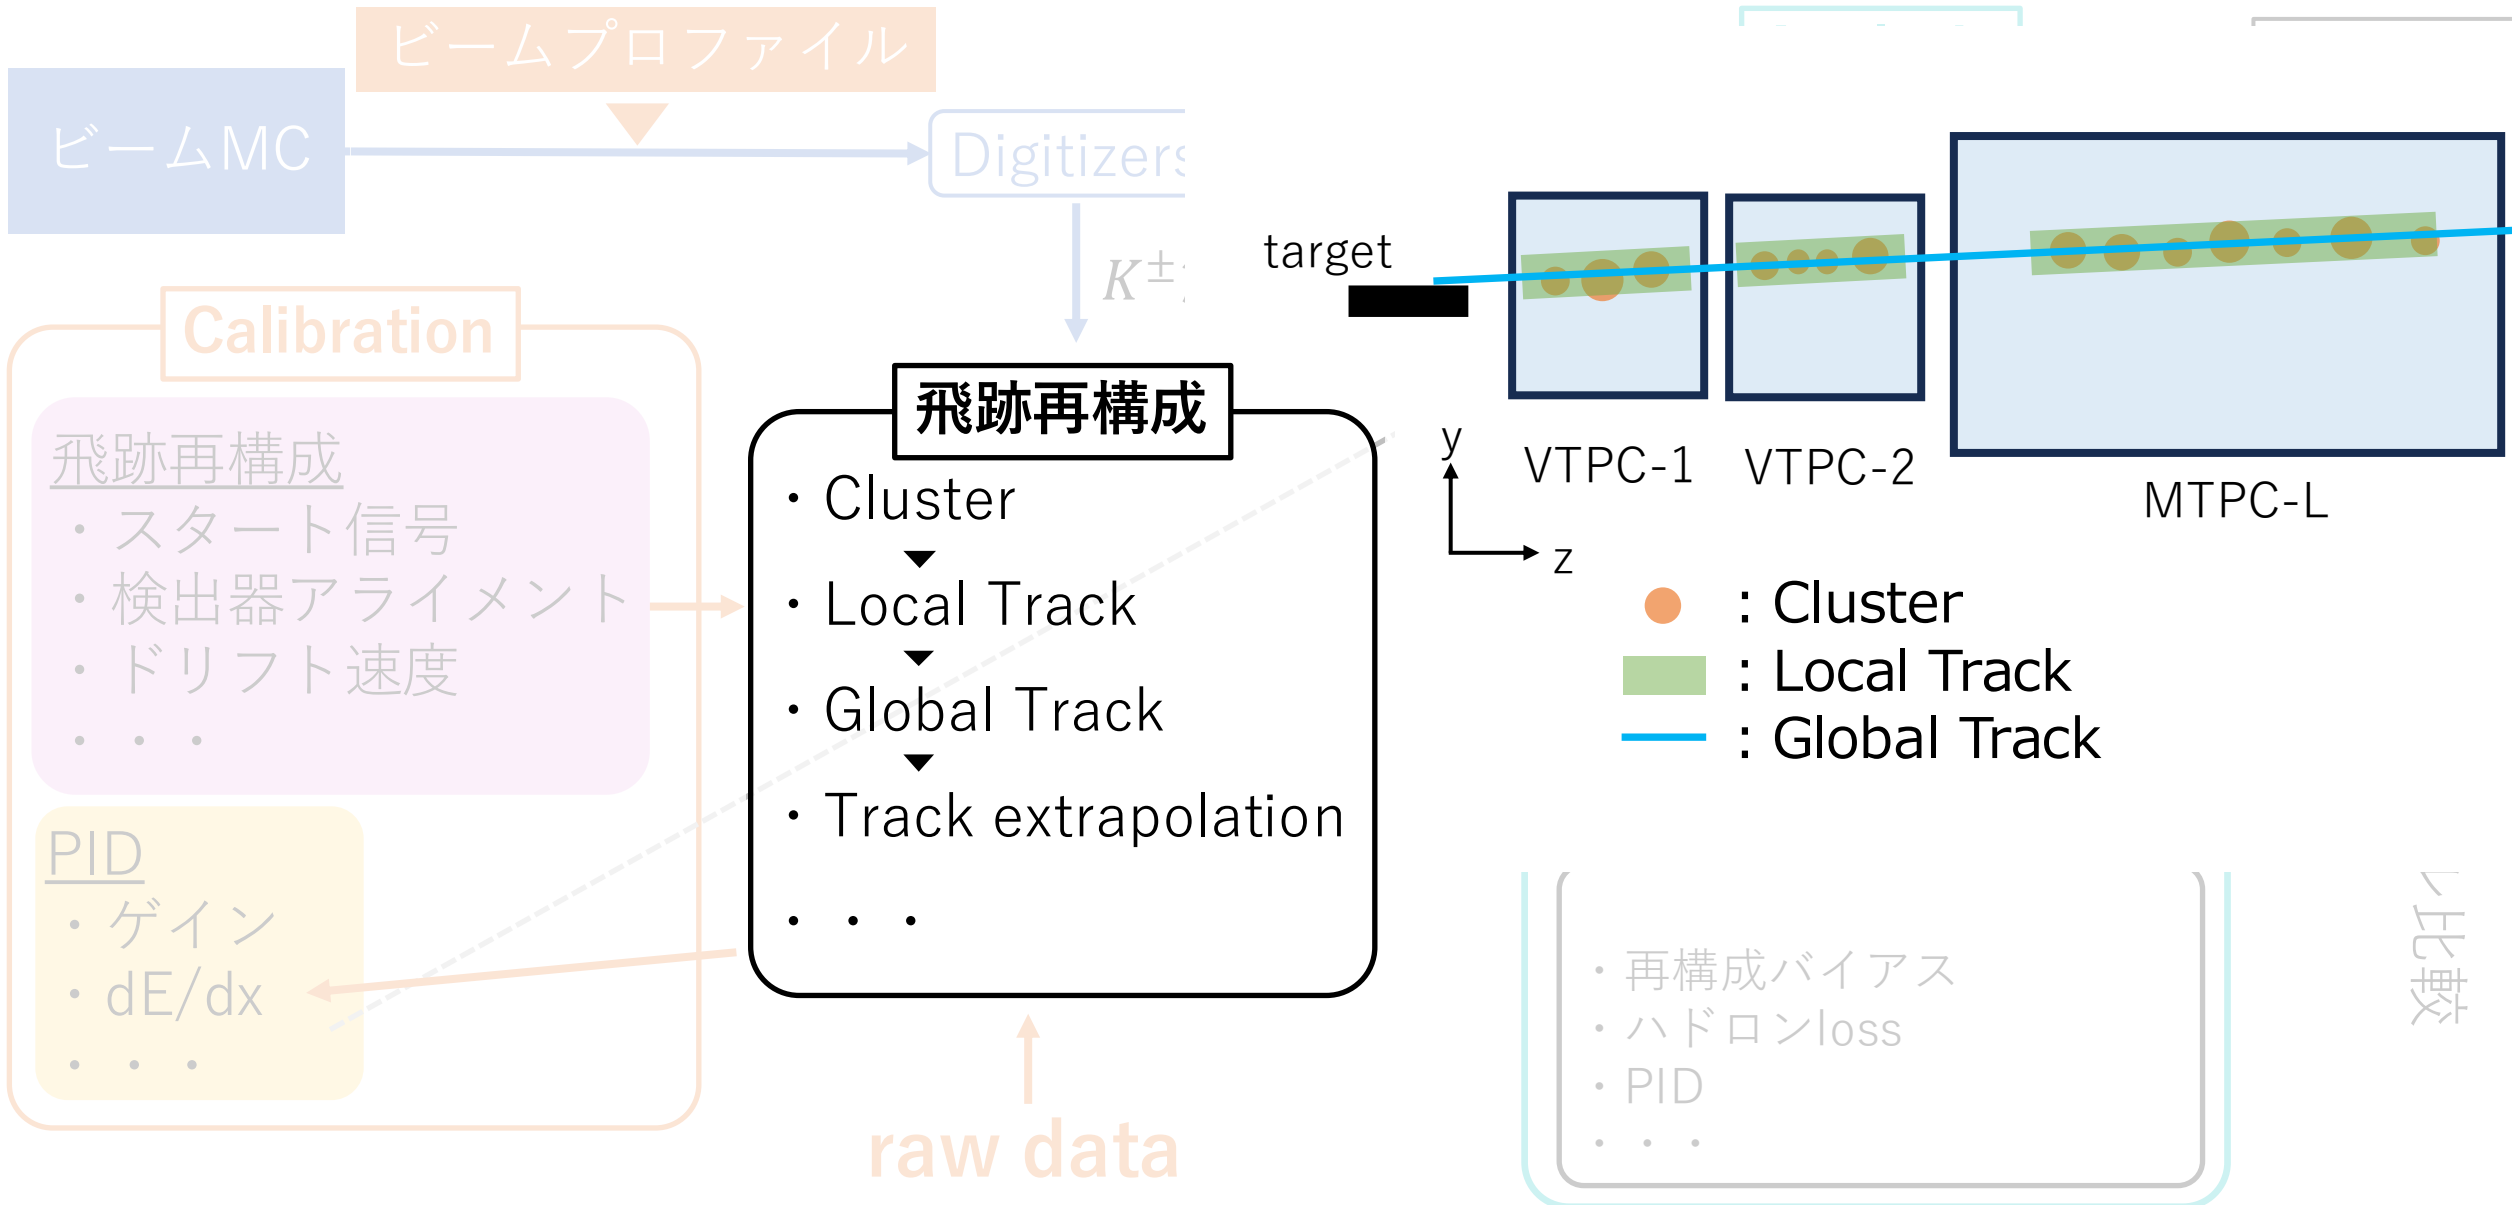 ビームプロファイル
ビームMC
Digitizers
K±
Calibration
飛跡再構成
・スタート信号
・検出器アライメント
・ドリフト速度
・・・
PID
・ゲイン
・dE/dx
・・・
飛跡再構成
・Cluster
・Local Track
・Global Track
・Track extrapolation
・・・
raw data
target
VTPC-1
VTPC-2
MTPC-L
y
z
: Cluster
: Local Track
: Global Track
・再構成バイアス
・ハドロンloss
・PID
・・・
比較